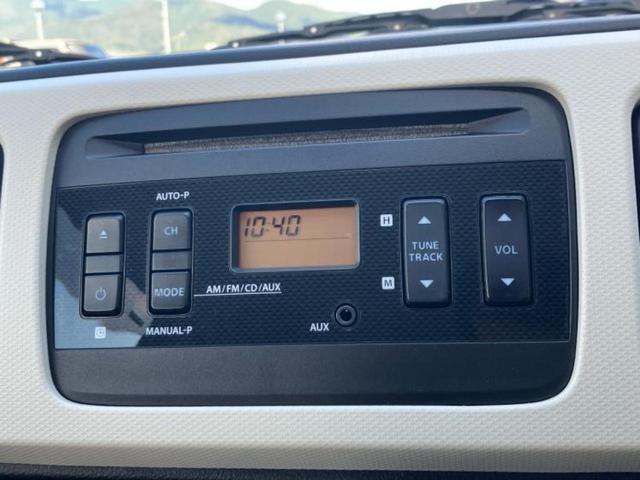 AUTO-P
CH
MODE
MANUAL-P
10:40
AM/FM/CD/AUX
AUX
H
M
TUNE
TRACK
VOL